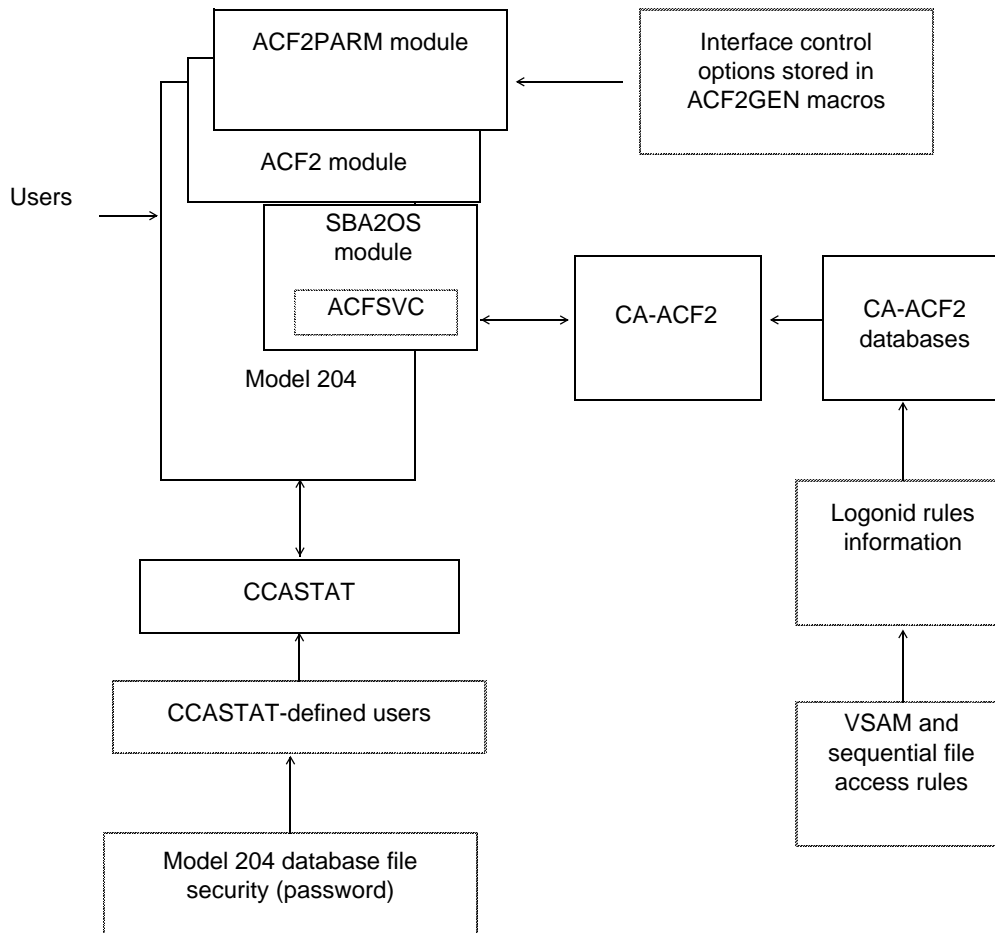 ACF2PARM module
Interface control
options stored in
ACF2GEN macros
ACF2 module
Users
SBA2OS
module
ACFSVC
CA-ACF2
CA-ACF2
databases
Model 204
Logonid rules
information
CCASTAT
CCASTAT-defined users
VSAM and
sequential file
access rules
Model 204 database file
security (password)